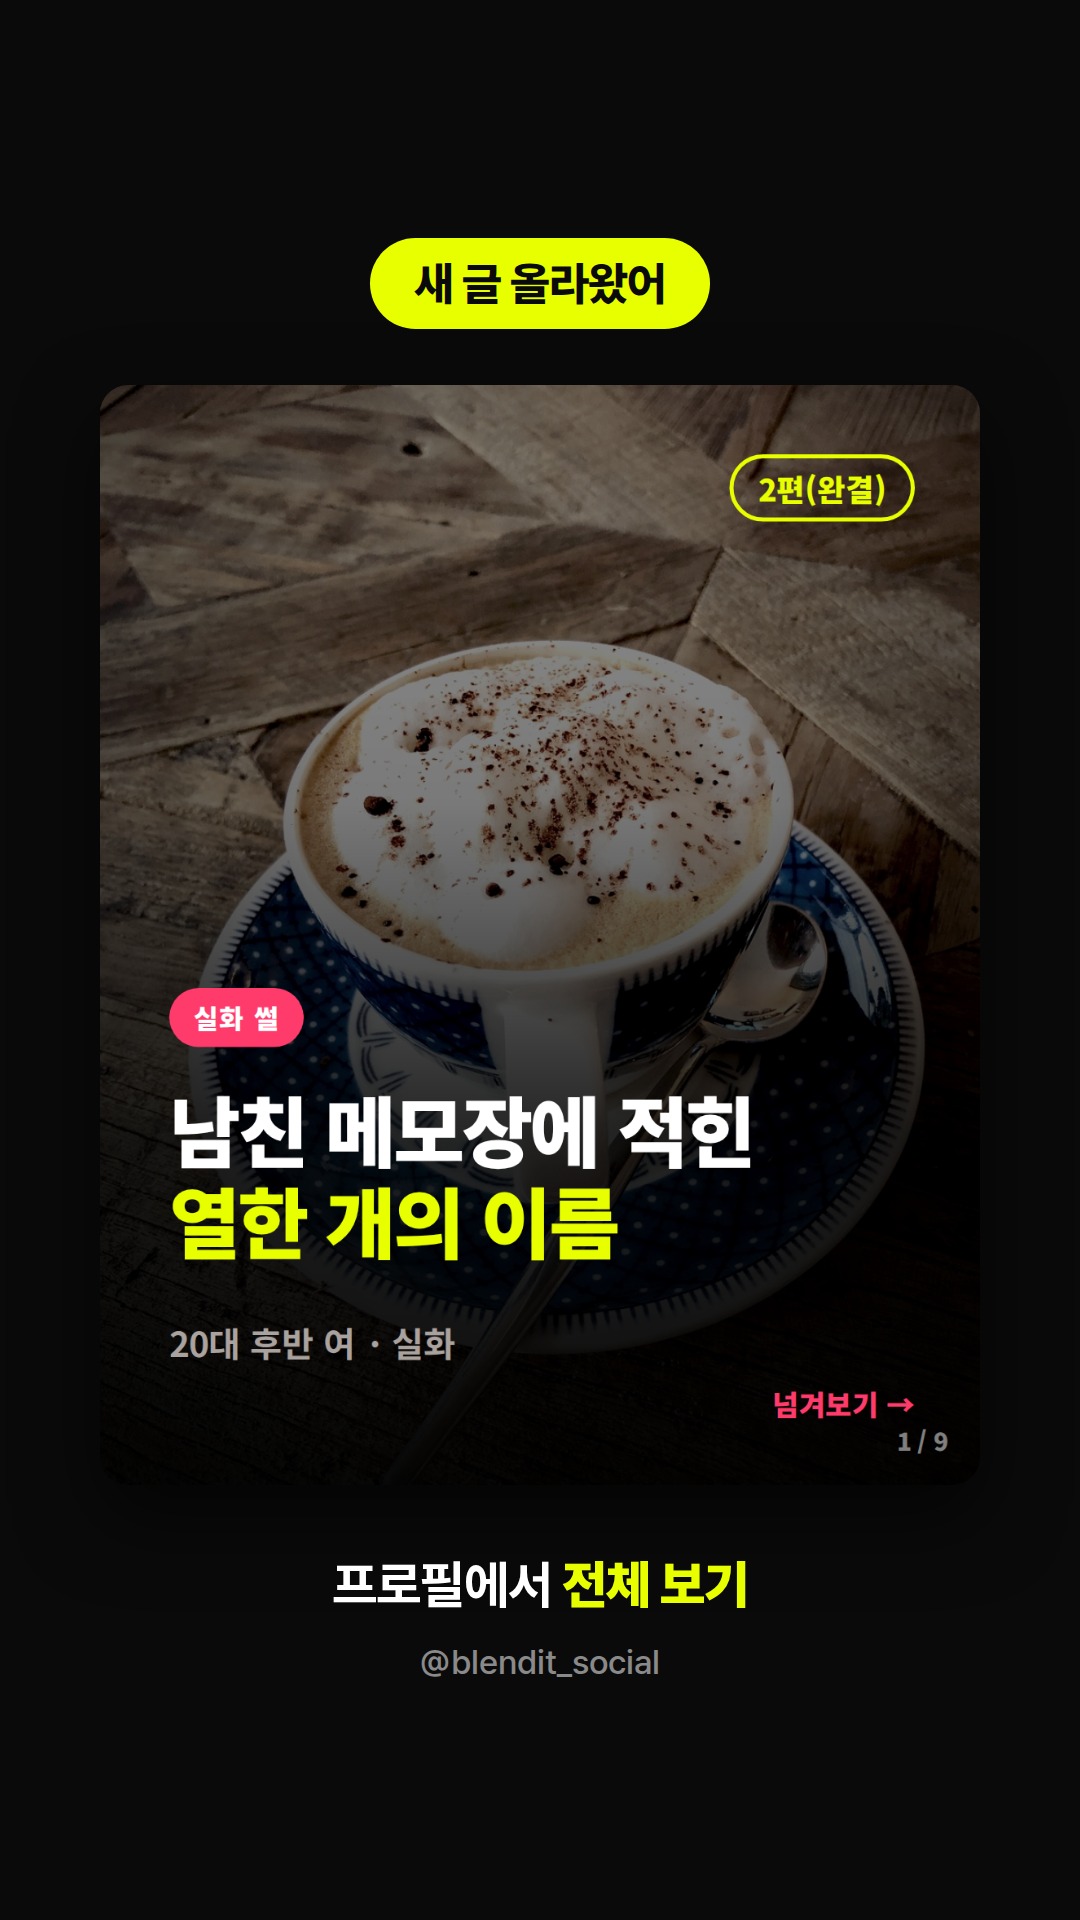 새 글 올라왔어
2편(완결)
실화 썰
남친 메모장에 적힌
열한 개의 이름
20대 후반 여 · 실화
넘겨보기 →
1 / 9
프로필에서 전체 보기
@blendit_social